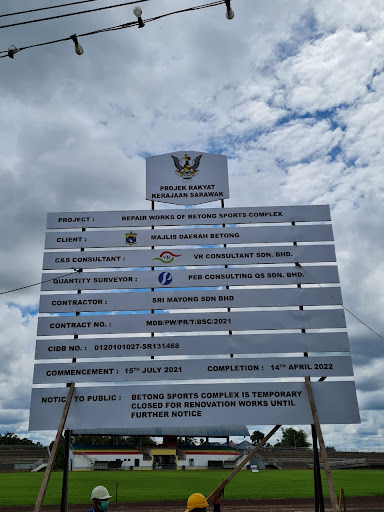 PROJEK RAKYAT
KERAJAAN SARAWAK
PROJECT : REPAIR WORKS OF BETONG SPORTS COMPLEX
CLIENT : MAJLIS DAERAH BETONG
C&S CONSULTANT : VR CONSULTANT SDN. BHD.
QUANTITY SURVEYOR : PEB CONSULTING QS SDN. BHD.
CONTRACTOR : SRI MAYONG SDN BHD
CONTRACT NO. : MDB/PW/PR/T/BSC/2021
CIDB NO. : 0120101027-SR131468
COMMENCEMENT : 15TH JULY 2021 COMPLETION : 14TH APRIL 2022
NOTICE TO PUBLIC : BETONG SPORTS COMPLEX IS TEMPORARY
CLOSED FOR RENOVATION WORKS UNTIL
FURTHER NOTICE